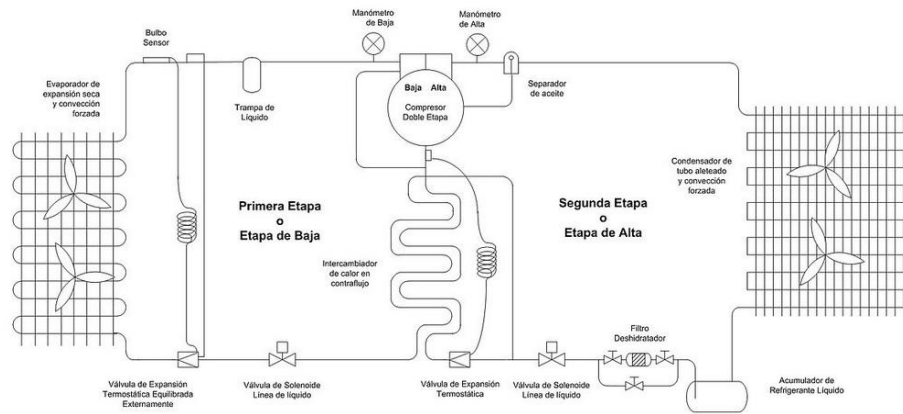 Manómetro
de Baja
Manómetro
de Alta
Bulbo
Sensor
Evaporador de
expansión seca
y convección
forzada
Trampa de
Líquido
Baja Alta
Compresor
Doble Etapa
Separador
de aceite
Condensador de
tubo aleteado
y convección
forzada
Primera Etapa
o
Etapa de Baja
Segunda Etapa
o
Etapa de Alta
Intercambiador
de calor en
contraflujo
Filtro
Deshidratador
Válvula de Expansión
Termostática Equilibrada
Externamente
Válvula de Solenoide
Línea de líquido
Válvula de Expansión
Termostática
Válvula de Solenoide
Línea de líquido
Acumulador de
Refrigerante Líquido